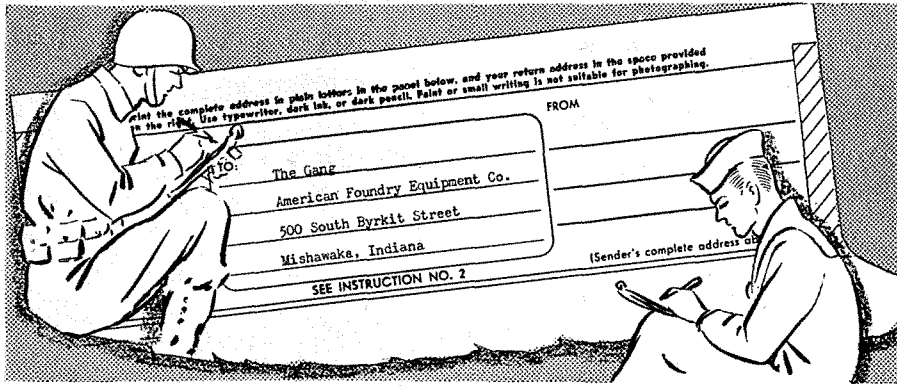 print the complete address in plain letters in the panel below, and your return address in the space provided
on the right. Use typewriter, dark ink, or dark pencil. Faint or small writing is not suitable for photographing.
FROM
TO:
The Gang
American Foundry Equipment Co.
500 South Byrkit Street
Mishawaka, Indiana
(Sender's complete address
SEE INSTRUCTION NO. 2